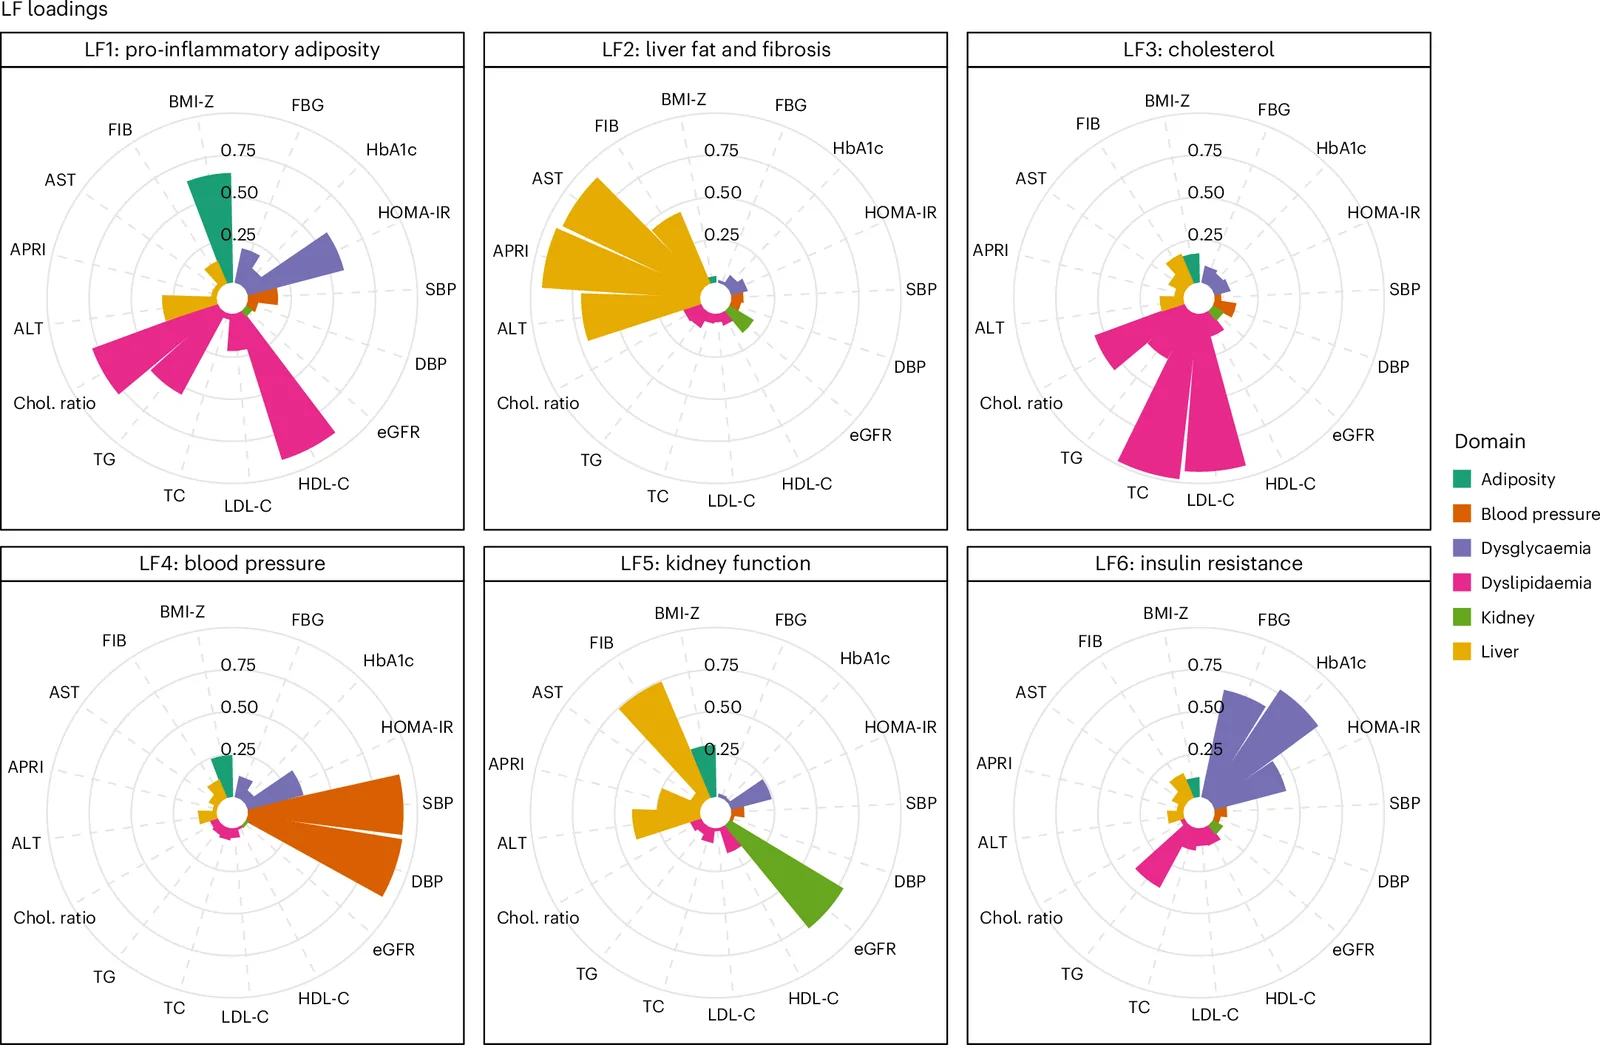 LF loadings
LF1: pro-inflammatory adiposity
BMI-Z
FBG
FIB
HbA1c
0.75
AST
0.50
HOMA-IR
0.25
APRI
SBP
ALT
DBP
Chol. ratio
eGFR
TG
HDL-C
TC
LDL-C
LF2: liver fat and fibrosis
BMI-Z
FBG
FIB
HbA1c
0.75
AST
0.50
HOMA-IR
0.25
APRI
SBP
ALT
DBP
Chol. ratio
eGFR
TG
HDL-C
TC
LDL-C
LF3: cholesterol
BMI-Z
FBG
FIB
HbA1c
0.75
AST
0.50
HOMA-IR
0.25
APRI
SBP
ALT
DBP
Chol. ratio
eGFR
TG
HDL-C
TC
LDL-C
LF4: blood pressure
BMI-Z
FBG
FIB
HbA1c
0.75
AST
0.50
HOMA-IR
0.25
APRI
SBP
ALT
DBP
Chol. ratio
eGFR
TG
HDL-C
TC
LDL-C
LF5: kidney function
BMI-Z
FBG
FIB
HbA1c
0.75
AST
0.50
HOMA-IR
0.25
APRI
SBP
ALT
DBP
Chol. ratio
eGFR
TG
HDL-C
TC
LDL-C
LF6: insulin resistance
BMI-Z
FBG
FIB
HbA1c
0.75
AST
0.50
HOMA-IR
0.25
APRI
SBP
ALT
DBP
Chol. ratio
eGFR
TG
HDL-C
TC
LDL-C
Domain
Adiposity
Blood pressure
Dysglycaemia
Dyslipidaemia
Kidney
Liver